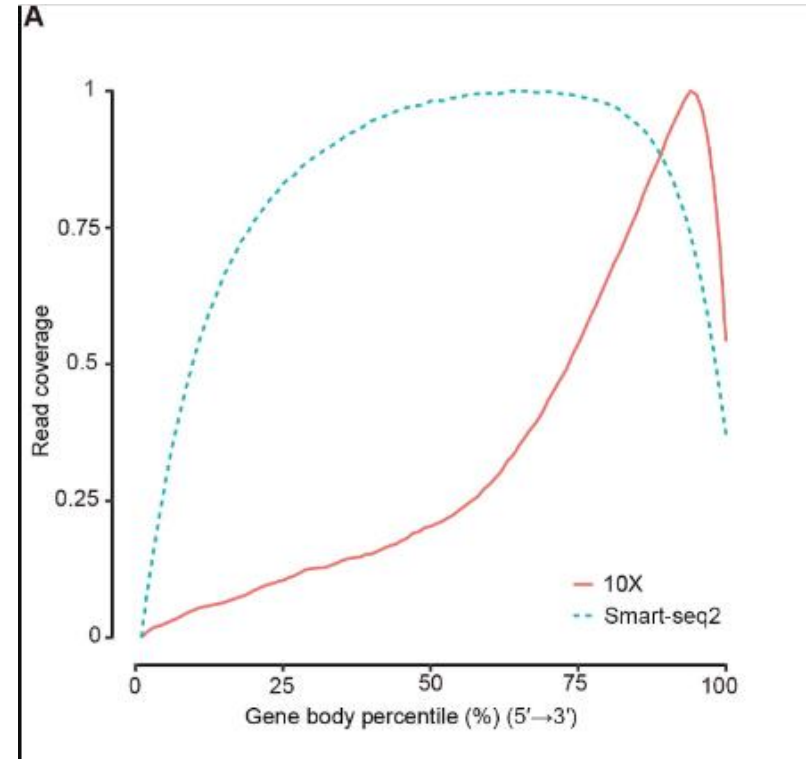 A
1
0.75
0.5
0.25
0
Read coverage
10X
Smart-seq2
0 25 50 75 100
Gene body percentile (%) (5′→3′)